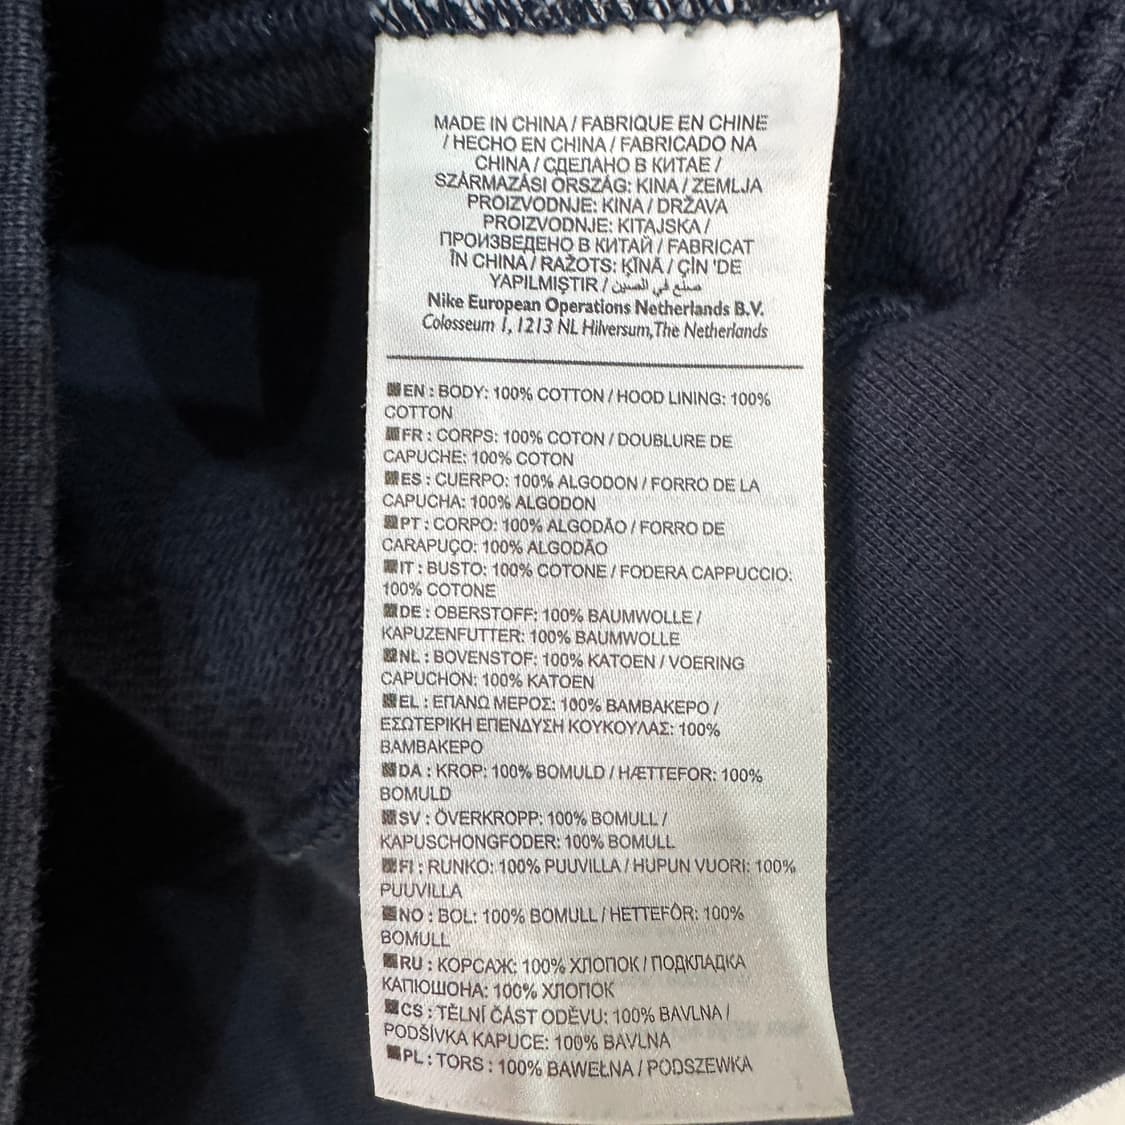 MADE IN CHINA / FABRIQUE EN CHINE
/ HECHO EN CHINA / FABRICADO NA
CHINA / СДЕЛАНО В КИТАЕ /
SZÁRMAZÁSI ORSZÁG: KINA / ZEMLJA
PROIZVODNJE: KINA / DRŽAVA
PROIZVODNJE: KITAJSKA /
ПРОИЗВЕДЕНО В КИТАЙ / FABRICAT
ÎN CHINA / RAŽOTS: ĶĪNĀ / ÇİN 'DE
YAPILMIŞTIR / صنع في الصين
Nike European Operations Netherlands B.V.
Colosseum 1, 1213 NL Hilversum, The Netherlands
EN : BODY: 100% COTTON / HOOD LINING: 100%
COTTON
FR : CORPS: 100% COTON / DOUBLURE DE
CAPUCHE: 100% COTON
ES : CUERPO: 100% ALGODON / FORRO DE LA
CAPUCHA: 100% ALGODON
PT : CORPO: 100% ALGODÃO / FORRO DE
CARAPUÇO: 100% ALGODÃO
IT : BUSTO: 100% COTONE / FODERA CAPPUCCIO:
100% COTONE
DE : OBERSTOFF: 100% BAUMWOLLE /
KAPUZENFUTTER: 100% BAUMWOLLE
NL : BOVENSTOF: 100% KATOEN / VOERING
CAPUCHON: 100% KATOEN
EL : ΕΠΑΝΩ ΜΕΡΟΣ: 100% ΒΑΜΒΑΚΕΡΟ /
ΕΣΩΤΕΡΙΚΗ ΕΠΕΝΔΥΣΗ ΚΟΥΚΟΥΛΑΣ: 100%
ΒΑΜΒΑΚΕΡΟ
DA : KROP: 100% BOMULD / HÆTTEFOR: 100%
BOMULD
SV : ÖVERKROPP: 100% BOMULL /
KAPUSCHONGFODER: 100% BOMULL
FI : RUNKO: 100% PUUVILLA / HUPUN VUORI: 100%
PUUVILLA
NO : BOL: 100% BOMULL / HETTEFÔR: 100%
BOMULL
RU : КОРСАЖ: 100% ХЛОПОК / ПОДКЛАДКА
КАПЮШОНА: 100% ХЛОПОК
CS : TĚLNÍ ČÁST ODĚVU: 100% BAVLNA /
PODŠÍVKA KAPUCE: 100% BAVLNA
PL : TORS : 100% BAWEŁNA / PODSZEWKA